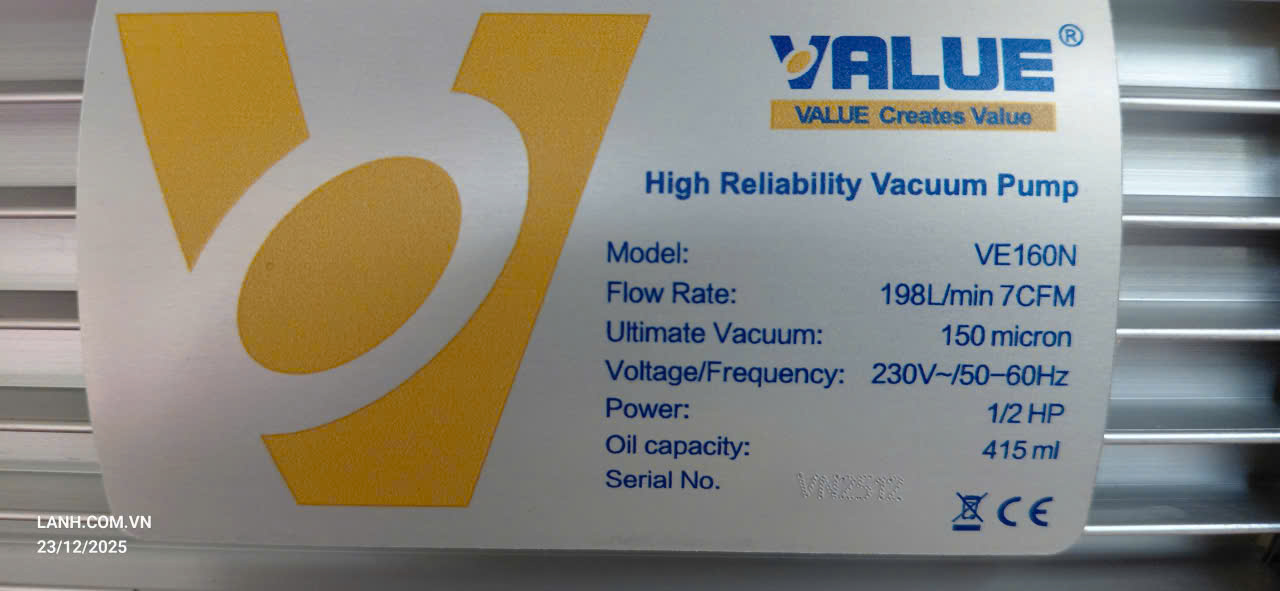 VALUE®
VALUE Creates Value
High Reliability Vacuum Pump
Model: VE160N
Flow Rate: 198L/min 7CFM
Ultimate Vacuum: 150 micron
Voltage/Frequency: 230V~/50-60Hz
Power: 1/2 HP
Oil capacity: 415 ml
Serial No. VN2512
CE
LANH.COM.VN
23/12/2025